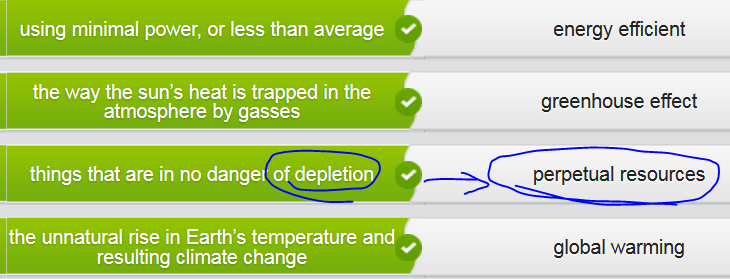 using minimal power, or less than average
energy efficient
the way the sun's heat is trapped in the
atmosphere by gasses
greenhouse effect
things that are in no danger of depletion
perpetual resources
the unnatural rise in Earth's temperature and
resulting climate change
global warming